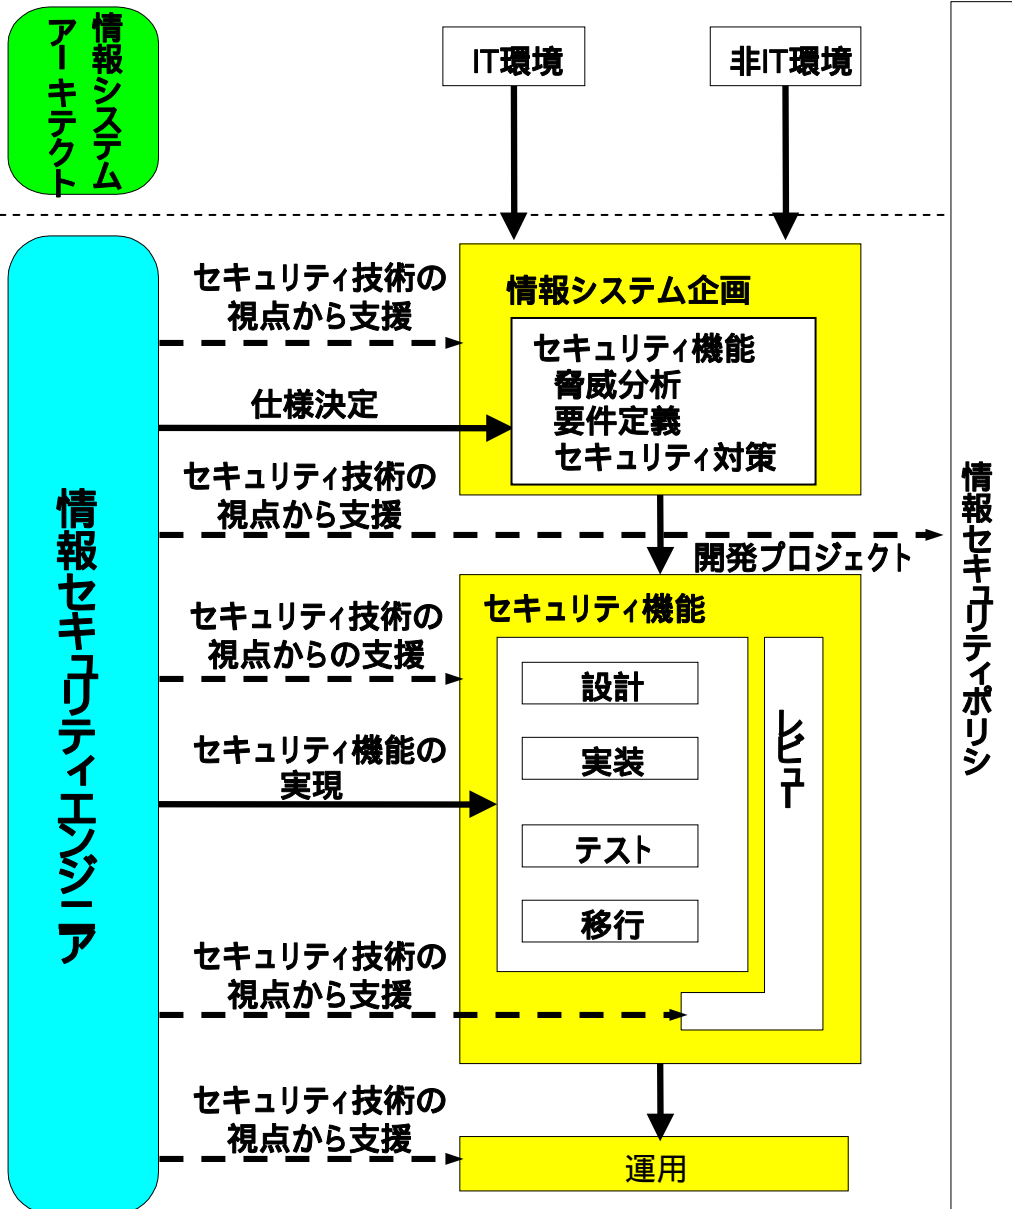 情報システム
アーキテクト
IT環境
非IT環境
セキュリティ技術の
視点から支援
情報システム企画
セキュリティ機能
脅威分析
要件定義
セキュリティ対策
仕様決定
セキュリティ技術の
視点から支援
開発プロジェクト
情報セキュリティエンジニア
情報セキュリティポリシ
セキュリティ技術の
視点からの支援
セキュリティ機能
設計
実装
テスト
移行
レビュー
セキュリティ機能の
実現
セキュリティ技術の
視点から支援
セキュリティ技術の
視点から支援
運用